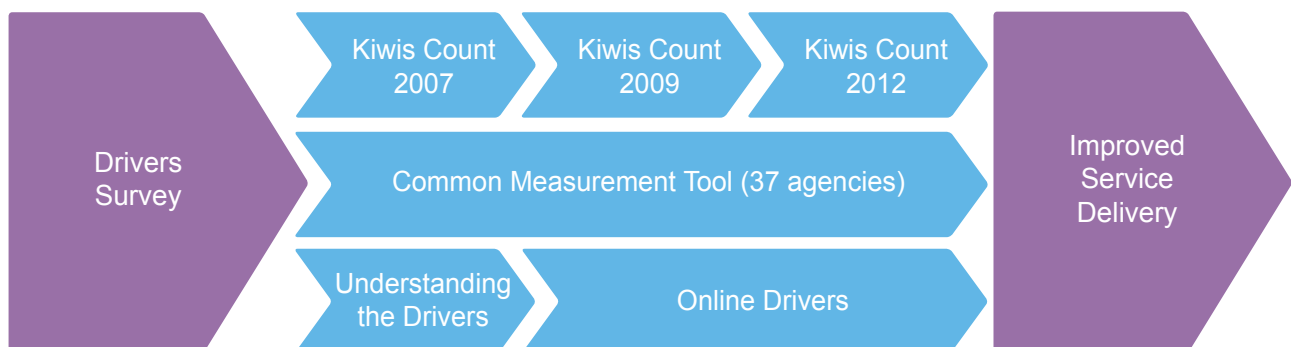 Drivers
Survey
Kiwis Count
2007
Kiwis Count
2009
Kiwis Count
2012
Common Measurement Tool (37 agencies)
Understanding
the Drivers
Online Drivers
Improved
Service
Delivery